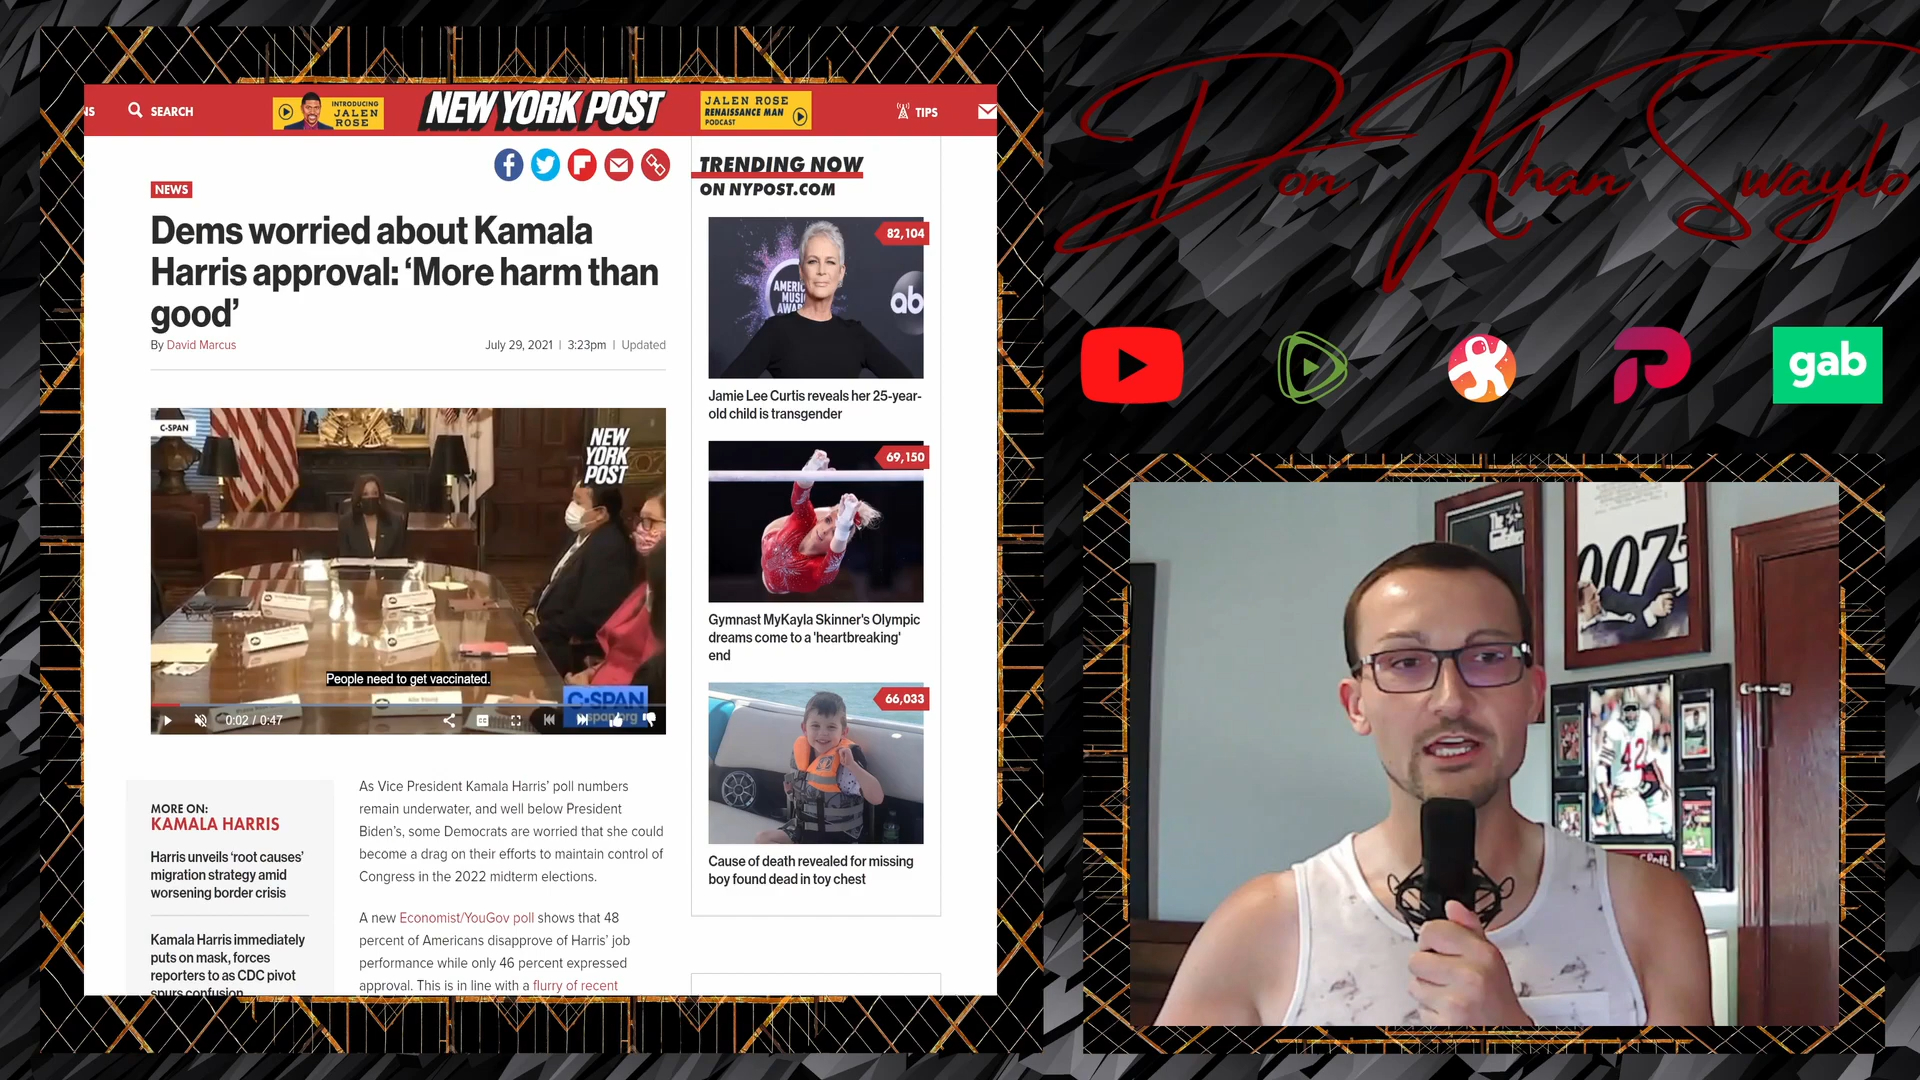 NS
SEARCH
INTRODUCING
JALEN
ROSE
NEW YORK POST
JALEN ROSE
RENAISSANCE MAN
PODCAST
TIPS
NEWS
Dems worried about Kamala
Harris approval: ‘More harm than
good’
By David Marcus
July 29, 2021 | 3:23pm | Updated
C-SPAN
NEW
YORK
POST
People need to get vaccinated.
C-SPAN
0:02 / 0:47
CC
MORE ON:
KAMALA HARRIS
Harris unveils ‘root causes’
migration strategy amid
worsening border crisis
Kamala Harris immediately
puts on mask, forces
reporters to as CDC pivot
spurs confusion
As Vice President Kamala Harris’ poll numbers
remain underwater, and well below President
Biden’s, some Democrats are worried that she could
become a drag on their efforts to maintain control of
Congress in the 2022 midterm elections.
A new Economist/YouGov poll shows that 48
percent of Americans disapprove of Harris’ job
performance while only 46 percent expressed
approval. This is in line with a flurry of recent
TRENDING NOW
ON NYPOST.COM
82,104
abc
Jamie Lee Curtis reveals her 25-year-
old child is transgender
69,150
Gymnast MyKayla Skinner's Olympic
dreams come to a 'heartbreaking'
end
66,033
Cause of death revealed for missing
boy found dead in toy chest
Don Khan Swaylo
gab
007
42